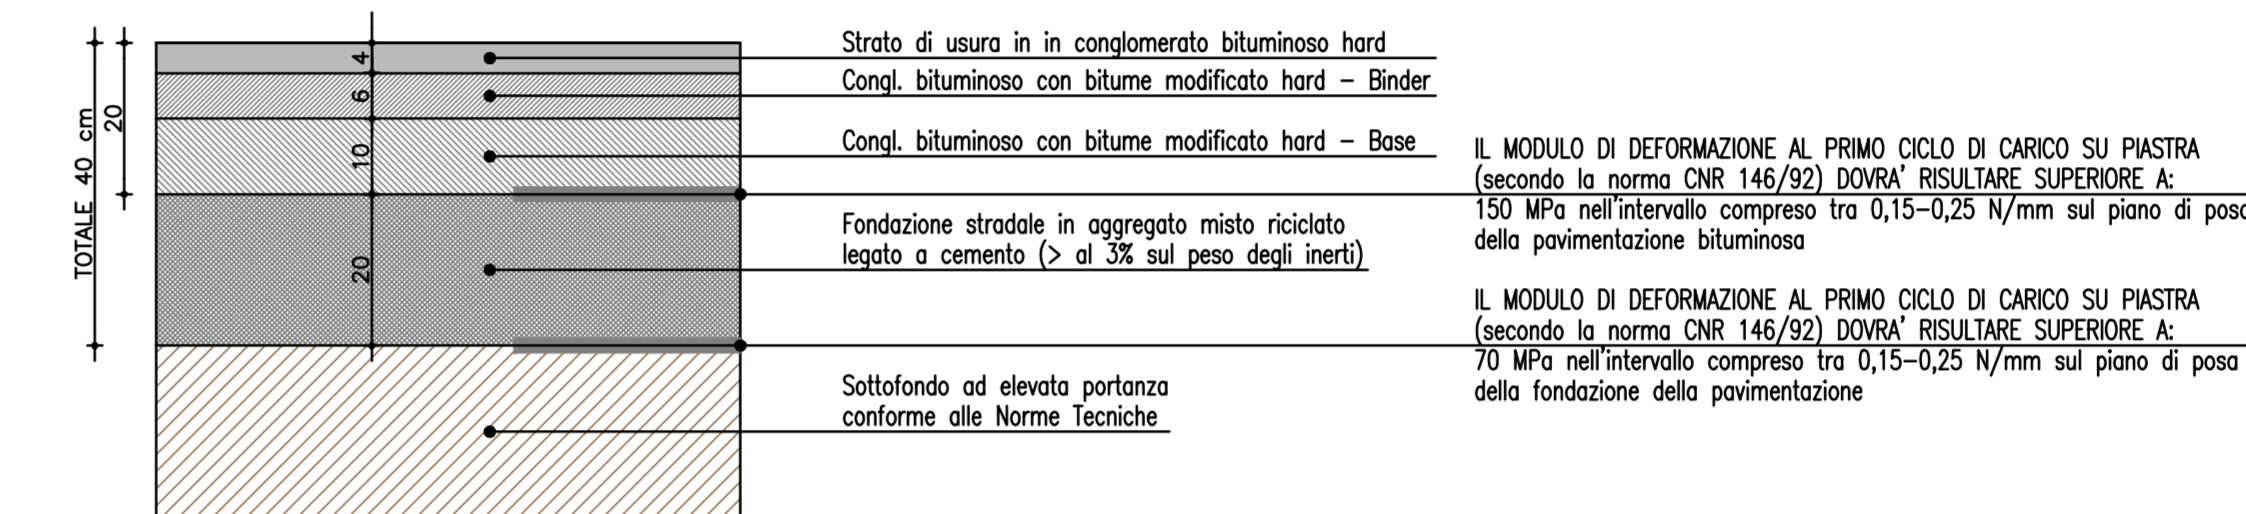 Strato di usura in in conglomerato bituminoso hard
Congl. bituminoso con bitume modificato hard – Binder
Congl. bituminoso con bitume modificato hard – Base
Fondazione stradale in aggregato misto riciclato
legato a cemento (> al 3% sul peso degli inerti)
Sottofondo ad elevata portanza
conforme alle Norme Tecniche
IL MODULO DI DEFORMAZIONE AL PRIMO CICLO DI CARICO SU PIASTRA
(secondo la norma CNR 146/92) DOVRA' RISULTARE SUPERIORE A:
150 MPa nell'intervallo compreso tra 0,15–0,25 N/mm sul piano di posa
della pavimentazione bituminosa
IL MODULO DI DEFORMAZIONE AL PRIMO CICLO DI CARICO SU PIASTRA
(secondo la norma CNR 146/92) DOVRA' RISULTARE SUPERIORE A:
70 MPa nell'intervallo compreso tra 0,15–0,25 N/mm sul piano di posa
della fondazione della pavimentazione
TOTALE 40 cm
20
4
6
10
20